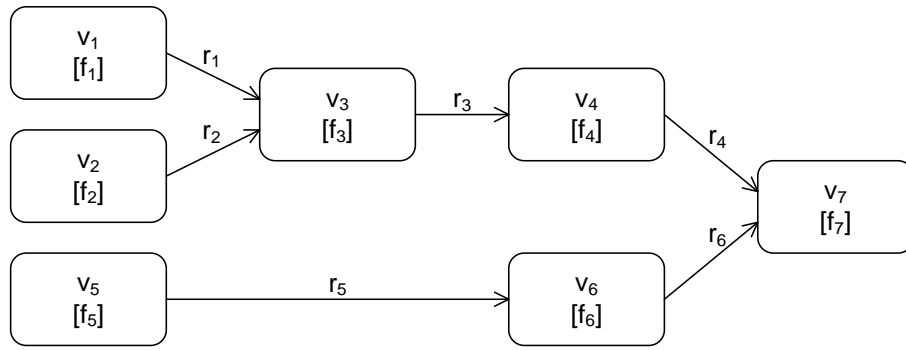 v₁
[f₁]
r₁
v₂
[f₂]
r₂
v₃
[f₃]
r₃
v₄
[f₄]
r₄
v₅
[f₅]
r₅
v₆
[f₆]
r₆
v₇
[f₇]